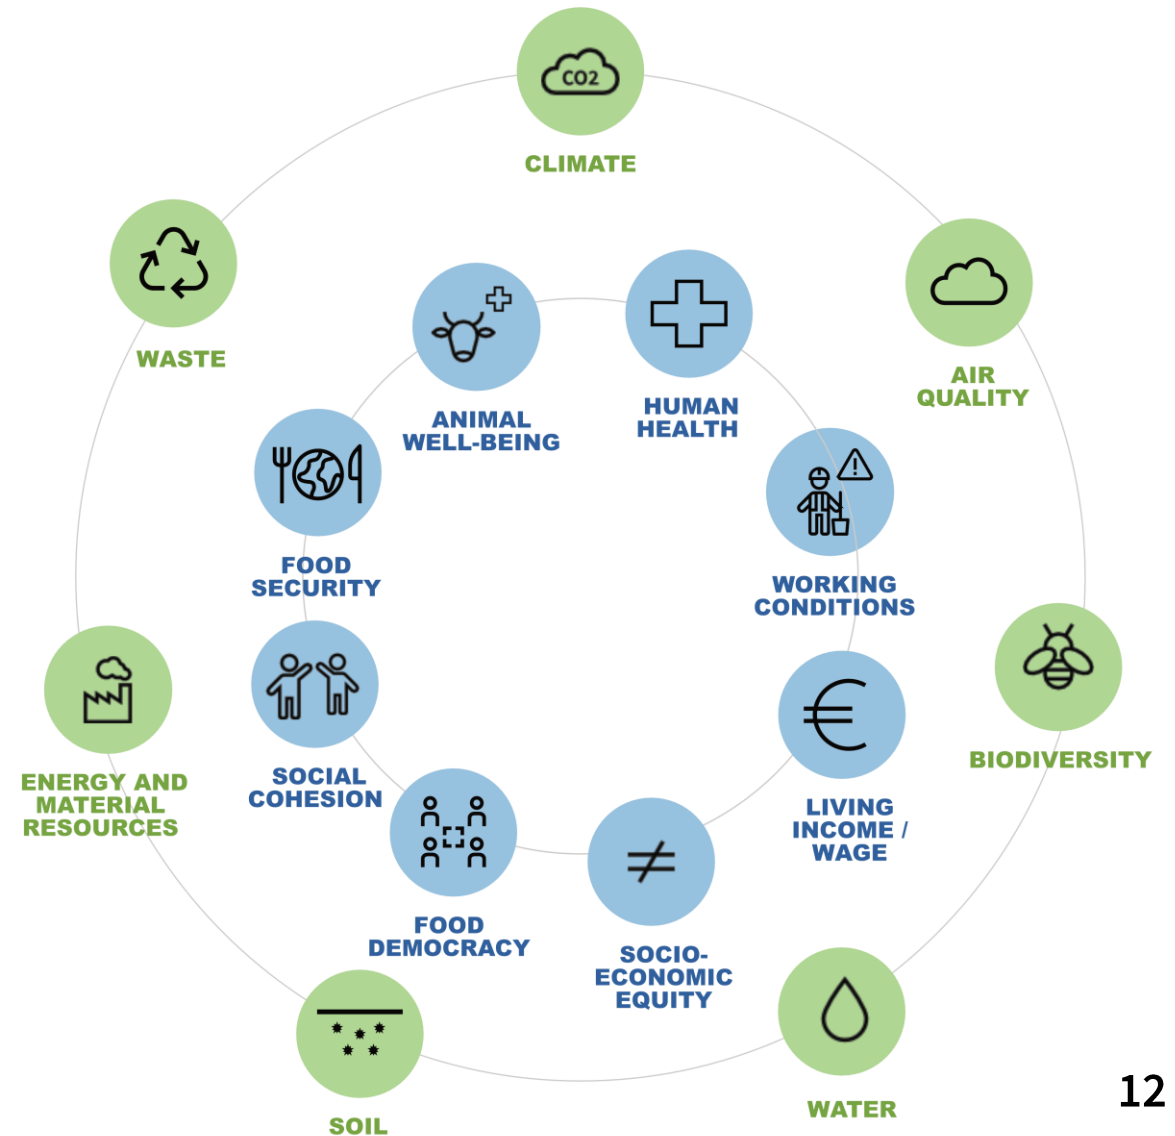 CO2
CLIMATE
WASTE
AIR
QUALITY
ANIMAL
WELL-BEING
HUMAN
HEALTH
FOOD
SECURITY
WORKING
CONDITIONS
BIODIVERSITY
SOCIAL
COHESION
ENERGY AND
MATERIAL
RESOURCES
LIVING
INCOME /
WAGE
FOOD
DEMOCRACY
SOCIO-
ECONOMIC
EQUITY
SOIL
WATER
12